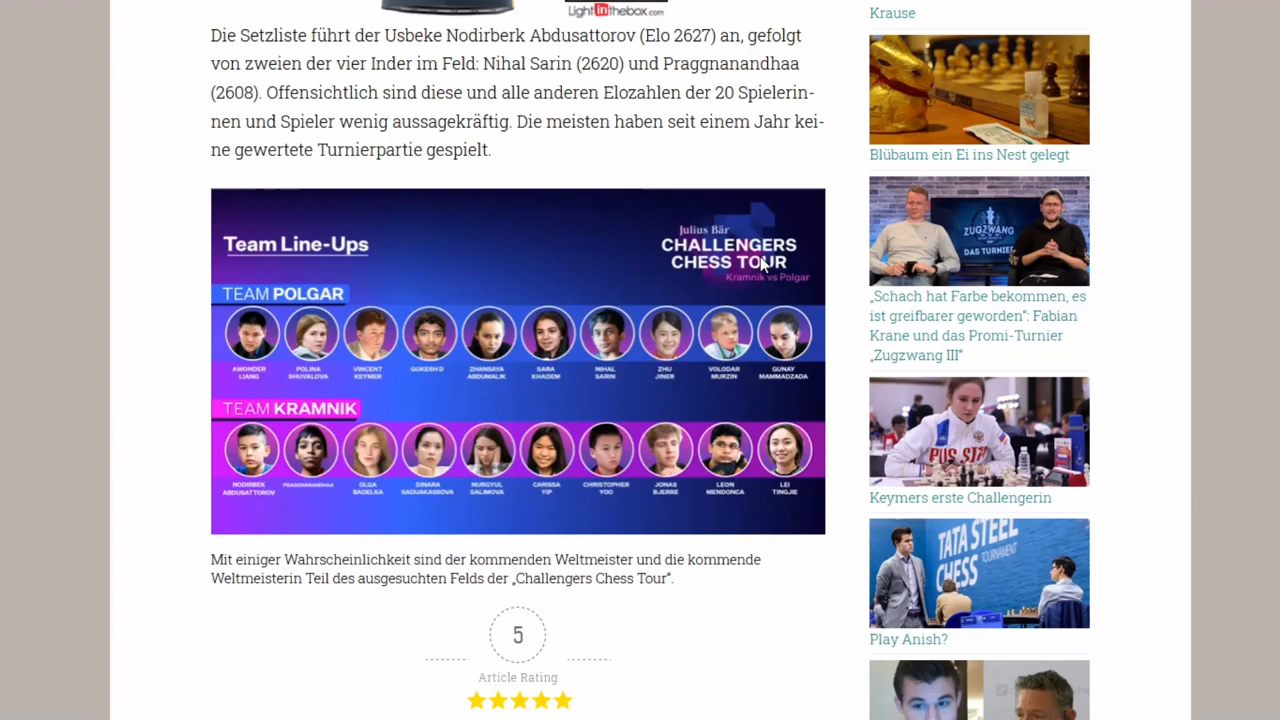 Lightinthebox.com
Die Setzliste führt der Usbeke Nodirberk Abdusattorov (Elo 2627) an, gefolgt
von zweien der vier Inder im Feld: Nihal Sarin (2620) und Praggnanandhaa
(2608). Offensichtlich sind diese und alle anderen Elozahlen der 20 Spielerin-
nen und Spieler wenig aussagekräftig. Die meisten haben seit einem Jahr kei-
ne gewertete Turnierpartie gespielt.
Team Line-Ups
Julius Bär
CHALLENGERS
CHESS TOUR
Kramnik vs Polgar
TEAM POLGAR
AWONDER LIANG
POLINA SHUVALOVA
VINCENT KEYMER
GUKESH D
ZHANSAYA ABDUMALIK
SARA KHADEM
NIHAL SARIN
ZHU JINER
VOLODAR MURZIN
GUNAY MAMMADZADA
TEAM KRAMNIK
NODIRBEK ABDUSATTOROV
PRAGGNANANDHAA
OLGA BADELKA
DINARA SADUAKASSOVA
NURGYUL SALIMOVA
CARISSA YIP
CHRISTOPHER YOO
JONAS BJERRE
LEON MENDONCA
LEI TINGJIE
Mit einiger Wahrscheinlichkeit sind der kommenden Weltmeister und die kommende
Weltmeisterin Teil des ausgesuchten Felds der „Challengers Chess Tour“.
5
Article Rating
Krause
Blübaum ein Ei ins Nest gelegt
ZUGZWANG
DAS TURNIER
„Schach hat Farbe bekommen, es
ist greifbarer geworden“: Fabian
Krane und das Promi-Turnier
„Zugzwang III“
Keymers erste Challengerin
TATA STEEL
CHESS
TOURNAMENT
Play Anish?